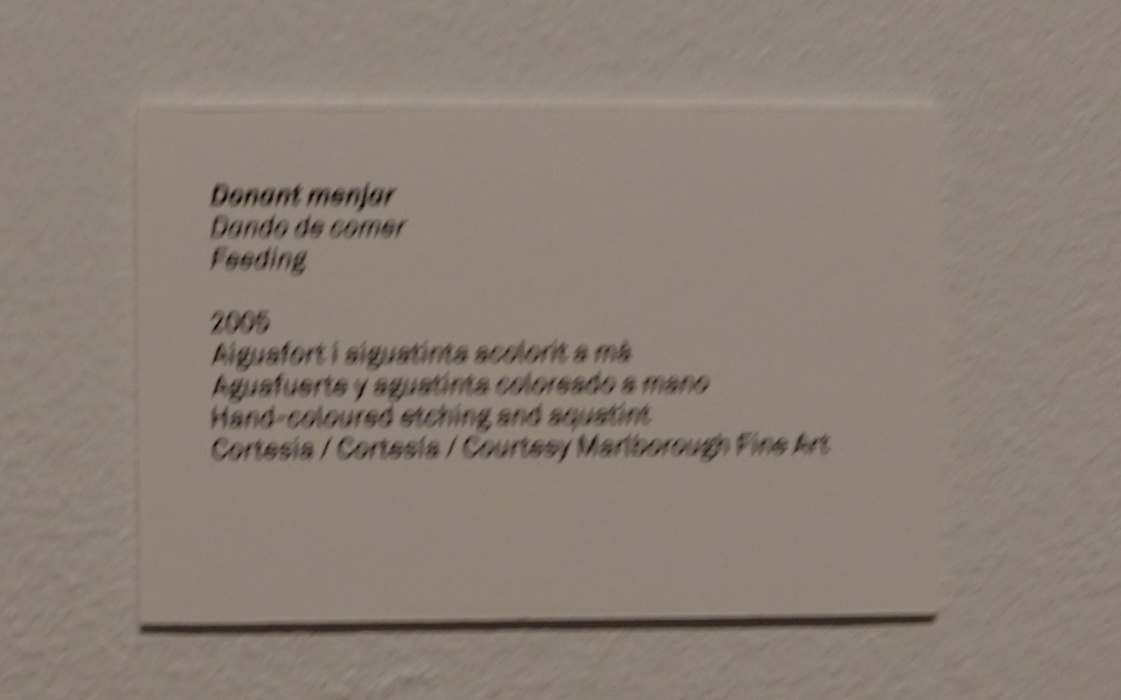 Donant menjar
Dando de comer
Feeding
2005
Aiguafort i aiguatinta acolorit a mà
Aguafuerte y aguatinta coloreado a mano
Hand-coloured etching and aquatint
Cortesia / Cortesía / Courtesy Marlborough Fine Art